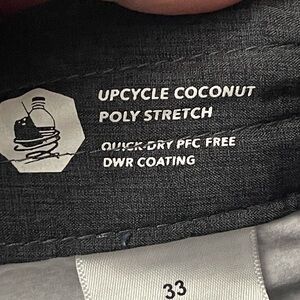 UPCYCLE COCONUT
POLY STRETCH
QUICK-DRY PFC FREE
DWR COATING
33